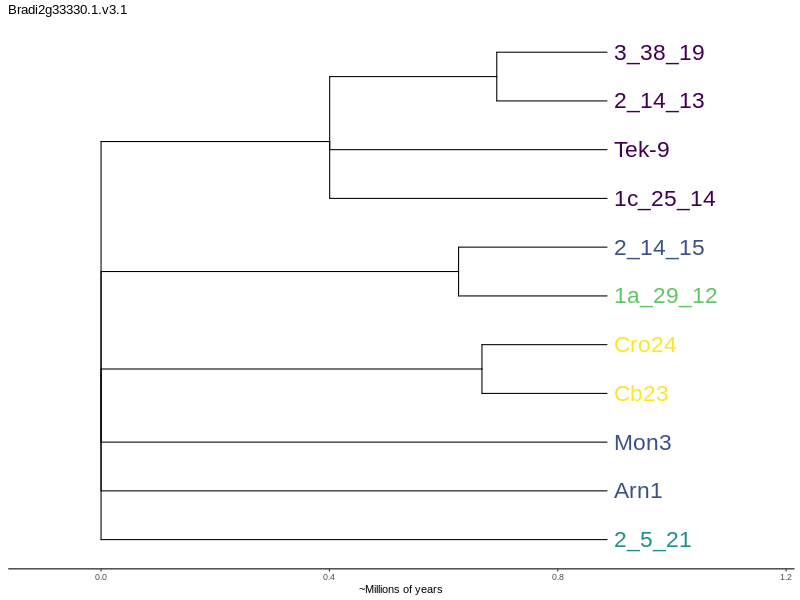 Bradi2g33330.1.v3.1
3_38_19
2_14_13
Tek-9
1c_25_14
2_14_15
1a_29_12
Cro24
Cb23
Mon3
Arn1
2_5_21
0.0 0.4 0.8 1.2
~Millions of years